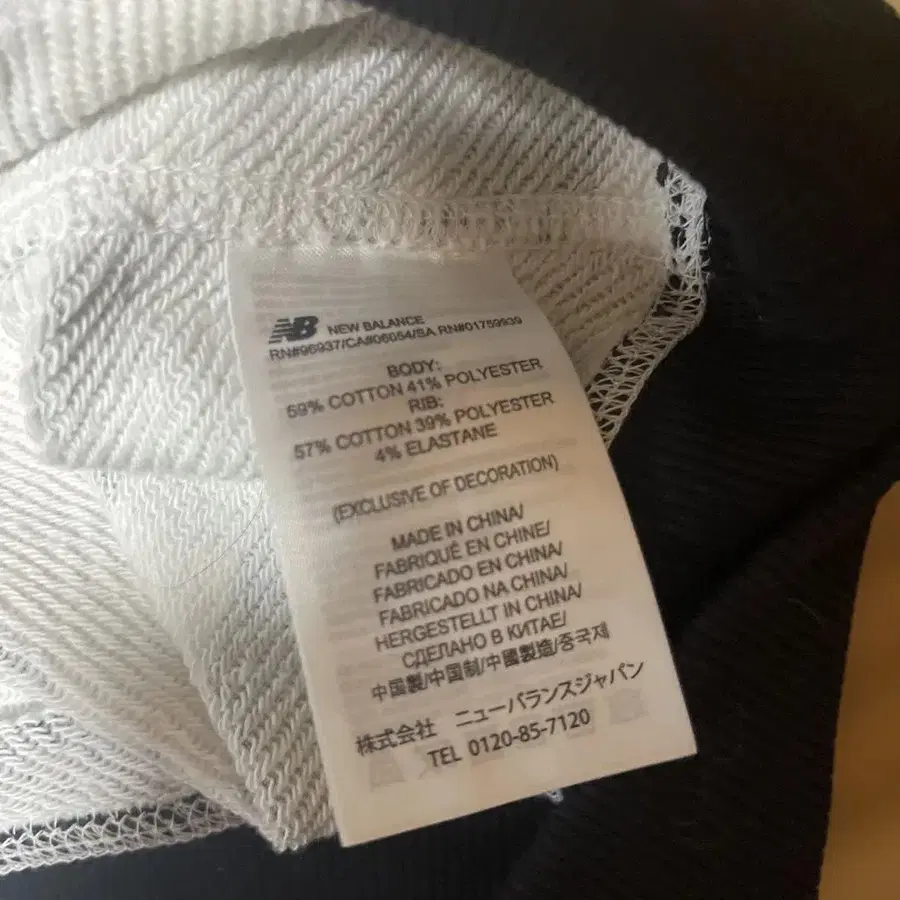 NB NEW BALANCE
RN#96937/CA#06054/SA.RN#01759939
BODY:
59% COTTON 41% POLYESTER
RIB:
57% COTTON 39% POLYESTER
4% ELASTANE
(EXCLUSIVE OF DECORATION)
MADE IN CHINA/
FABRIQUÉ EN CHINE/
FABRICADO EN CHINA/
FABRICADO NA CHINA/
HERGESTELLT IN CHINA/
СДЕЛАНО В КИТАЕ/
中国製/中国制/中國製造/중국제
株式会社 ニューバランスジャパン
TEL 0120-85-7120